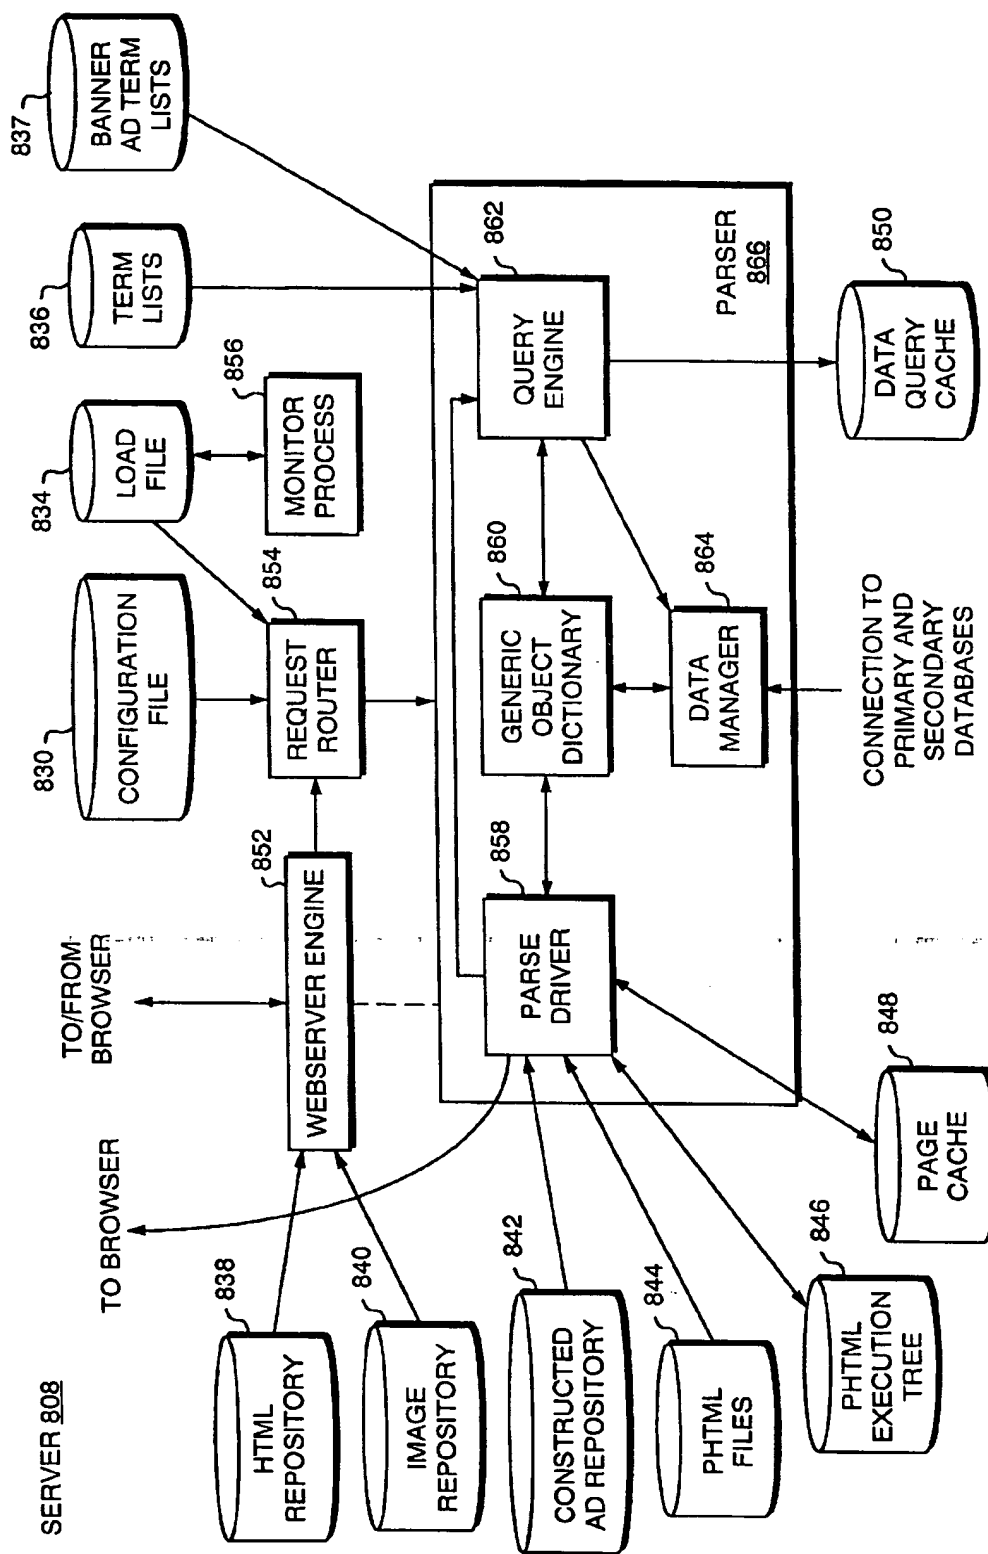 SERVER 808
TO BROWSER
TO/FROM
BROWSER
838
HTML
REPOSITORY
840
IMAGE
REPOSITORY
842
CONSTRUCTED
AD REPOSITORY
844
PHTML
FILES
846
PHTML
EXECUTION
TREE
848
PAGE
CACHE
852
WEBSERVER ENGINE
830
CONFIGURATION
FILE
834
LOAD
FILE
836
TERM
LISTS
837
BANNER
AD TERM
LISTS
854
REQUEST
ROUTER
856
MONITOR
PROCESS
858
PARSE
DRIVER
860
GENERIC
OBJECT
DICTIONARY
862
QUERY
ENGINE
864
DATA
MANAGER
PARSER
866
CONNECTION TO
PRIMARY AND
SECONDARY
DATABASES
850
DATA
QUERY
CACHE